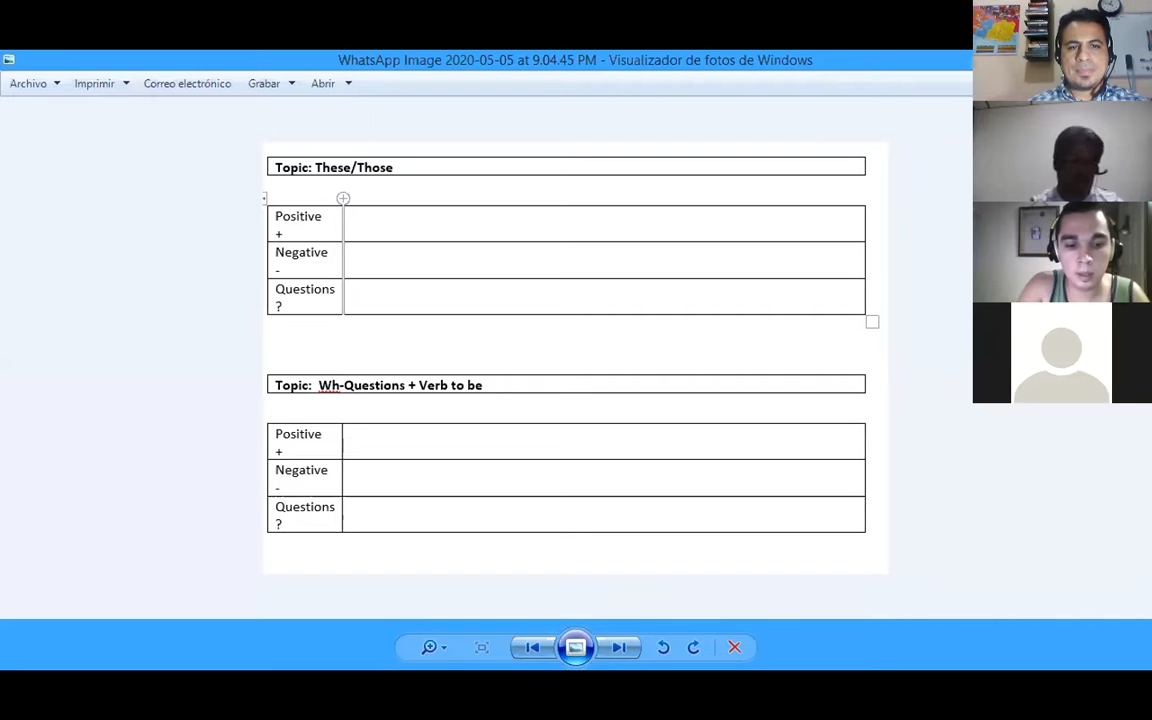 WhatsApp Image 2020-05-05 at 9.04.45 PM - Visualizador de fotos de Windows
Archivo Imprimir Correo electrónico Grabar Abrir
Topic: These/Those
Positive
+
Negative
-
Questions
?
Topic: Wh-Questions + Verb to be
Positive
+
Negative
-
Questions
?